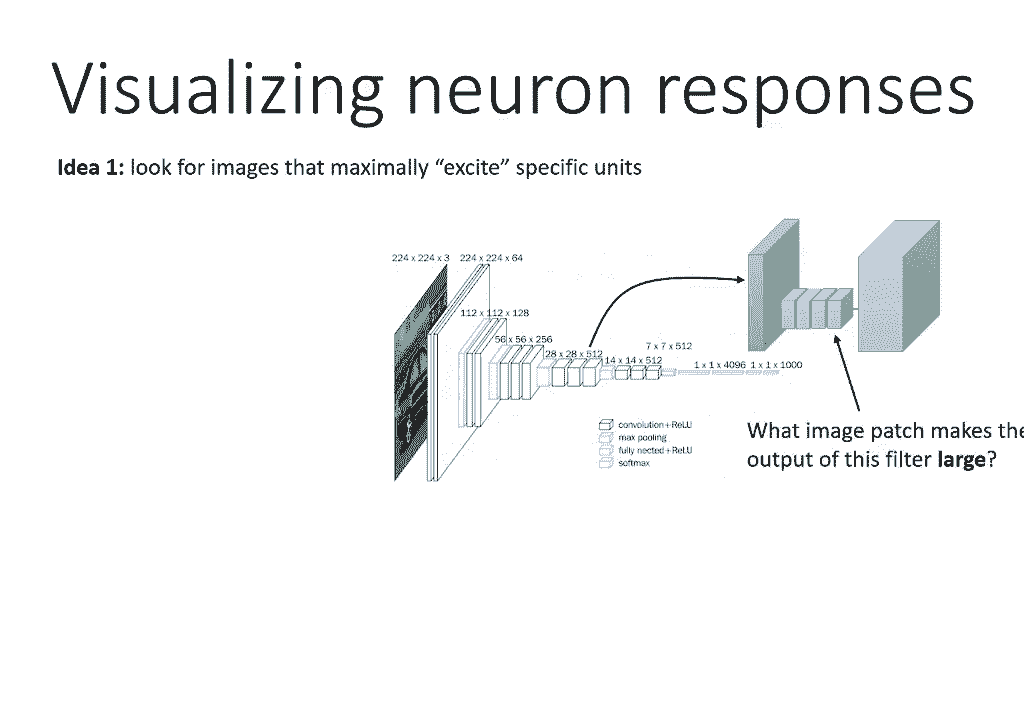 Visualizing neuron responses
Idea 1: look for images that maximally “excite” specific units
224 x 224 x 3 224 x 224 x 64
112 x 112 x 128
56 x 56 x 256
28 x 28 x 512
14 x 14 x 512
7 x 7 x 512
1 x 1 x 4096 1 x 1 x 1000
convolution+ReLU
max pooling
fully nected+ReLU
softmax
What image patch makes the
output of this filter large?